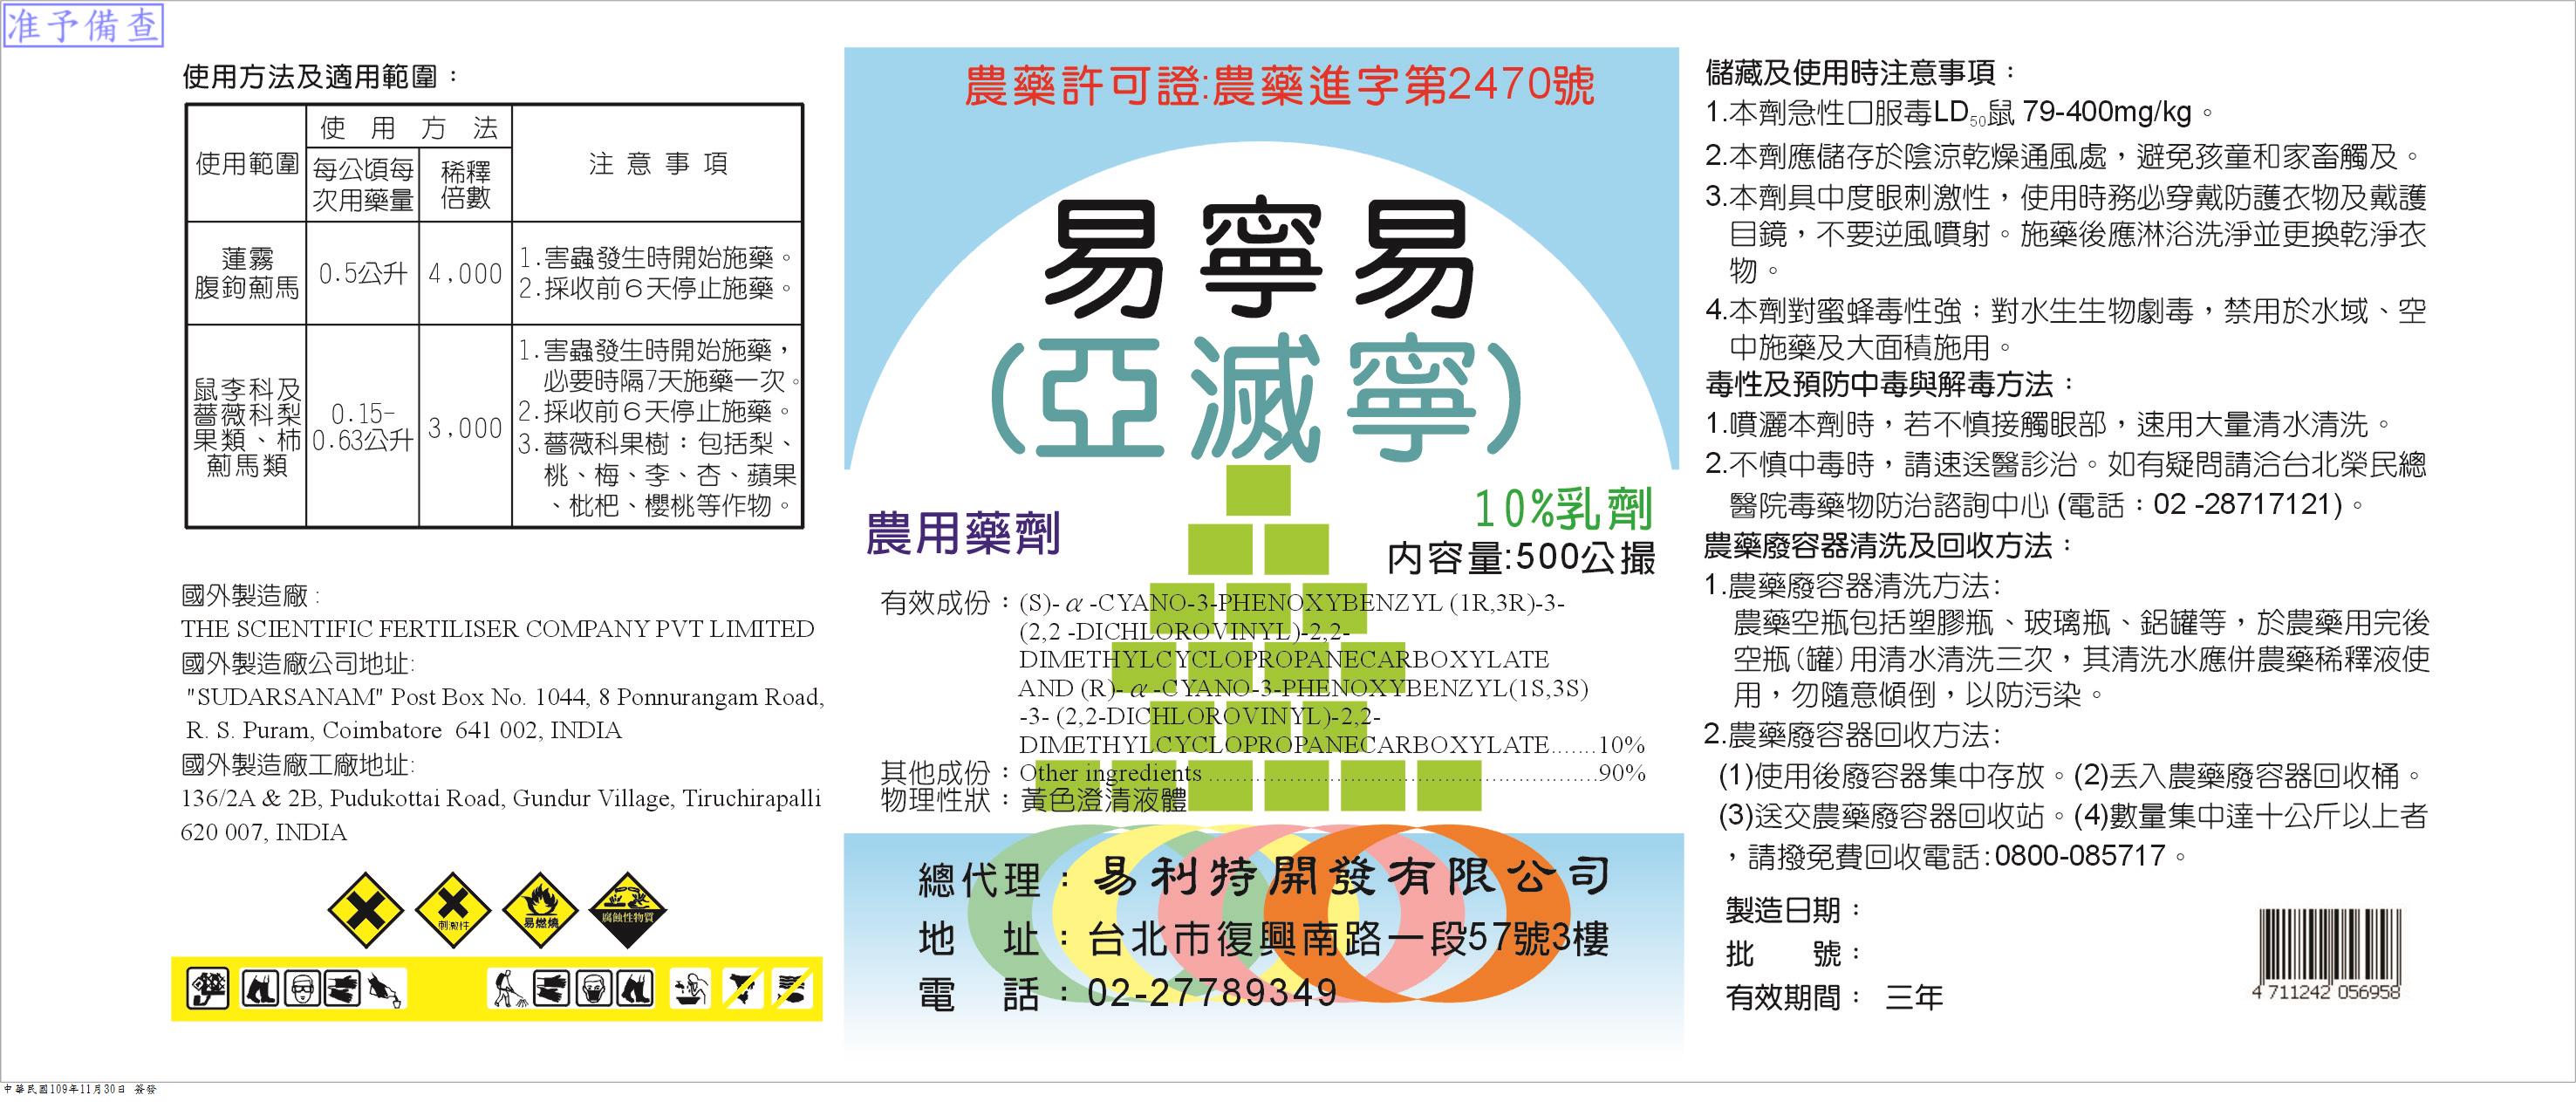 准予備查
使用方法及適用範圍：
使用範圍
使 用 方 法
每公頃每
次用藥量
稀釋
倍數
注 意 事 項
蓮霧
腹鉤薊馬
0.5公升
4,000
1.害蟲發生時開始施藥。
2.採收前6天停止施藥。
鼠李科及
薔薇科梨
果類、柿
薊馬類
0.15-
0.63公升
3,000
1.害蟲發生時開始施藥，
必要時隔7天施藥一次。
2.採收前6天停止施藥。
3.薔薇科果樹：包括梨、
桃、梅、李、杏、蘋果
、枇杷、櫻桃等作物。
國外製造廠 :
THE SCIENTIFIC FERTILISER COMPANY PVT LIMITED
國外製造廠公司地址:
"SUDARSANAM" Post Box No. 1044, 8 Ponnurangam Road,
R. S. Puram, Coimbatore 641 002, INDIA
國外製造廠工廠地址:
136/2A & 2B, Pudukottai Road, Gundur Village, Tiruchirapalli
620 007, INDIA
刺激性
易燃燒
腐蝕性物質
農藥許可證:農藥進字第2470號
易寧易
(亞滅寧)
農用藥劑
10%乳劑
內容量:500公撮
有效成份：(S)-α-CYANO-3-PHENOXYBENZYL (1R,3R)-3-
(2,2 -DICHLOROVINYL)-2,2-
DIMETHYLCYCLOPROPANECARBOXYLATE
AND (R)-α-CYANO-3-PHENOXYBENZYL(1S,3S)
-3- (2,2-DICHLOROVINYL)-2,2-
DIMETHYLCYCLOPROPANECARBOXYLATE.......10%
其他成份：Other ingredients ....................................................90%
物理性狀：黃色澄清液體
總代理：易利特開發有限公司
地　址：台北市復興南路一段57號3樓
電　話：02-27789349
儲藏及使用時注意事項：
1.本劑急性口服毒LD50鼠 79-400mg/kg。
2.本劑應儲存於陰涼乾燥通風處，避免孩童和家畜觸及。
3.本劑具中度眼刺激性，使用時務必穿戴防護衣物及戴護
目鏡，不要逆風噴射。施藥後應淋浴洗淨並更換乾淨衣
物。
4.本劑對蜜蜂毒性強；對水生生物劇毒，禁用於水域、空
中施藥及大面積施用。
毒性及預防中毒與解毒方法：
1.噴灑本劑時，若不慎接觸眼部，速用大量清水清洗。
2.不慎中毒時，請速送醫診治。如有疑問請洽台北榮民總
醫院毒藥物防治諮詢中心 (電話：02 -28717121)。
農藥廢容器清洗及回收方法：
1.農藥廢容器清洗方法:
農藥空瓶包括塑膠瓶、玻璃瓶、鋁罐等，於農藥用完後
空瓶(罐)用清水清洗三次，其清洗水應併農藥稀釋液使
用，勿隨意傾倒，以防污染。
2.農藥廢容器回收方法:
(1)使用後廢容器集中存放。(2)丟入農藥廢容器回收桶。
(3)送交農藥廢容器回收站。(4)數量集中達十公斤以上者
，請撥免費回收電話:0800-085717。
製造日期：
批　　號：
有效期間： 三年
4 711242 056958
中華民國109年11月30日 簽發